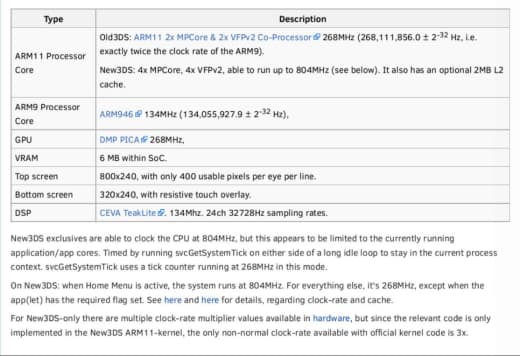 Type Description
ARM11 Processor Core
Old3DS: ARM11 2x MPCore & 2x VFPv2 Co-Processor 268MHz (268,111,856.0 ± 2^-32 Hz, i.e.
exactly twice the clock rate of the ARM9).
New3DS: 4x MPCore, 4x VFPv2, able to run up to 804MHz (see below). It also has an optional 2MB L2
cache.
ARM9 Processor Core
ARM946 134MHz (134,055,927.9 ± 2^-32 Hz),
GPU DMP PICA 268MHz,
VRAM 6 MB within SoC.
Top screen 800x240, with only 400 usable pixels per eye per line.
Bottom screen 320x240, with resistive touch overlay.
DSP CEVA TeakLite. 134Mhz. 24ch 32728Hz sampling rates.
New3DS exclusives are able to clock the CPU at 804MHz, but this appears to be limited to the currently running
application/app cores. Timed by running svcGetSystemTick on either side of a long idle loop to stay in the current process
context. svcGetSystemTick uses a tick counter running at 268MHz in this mode.
On New3DS: when Home Menu is active, the system runs at 804MHz. For everything else, it's 268MHz, except when the
app(let) has the required flag set. See here and here for details, regarding clock-rate and cache.
For New3DS-only there are multiple clock-rate multiplier values available in hardware, but since the relevant code is only
implemented in the New3DS ARM11-kernel, the only non-normal clock-rate available with official kernel code is 3x.